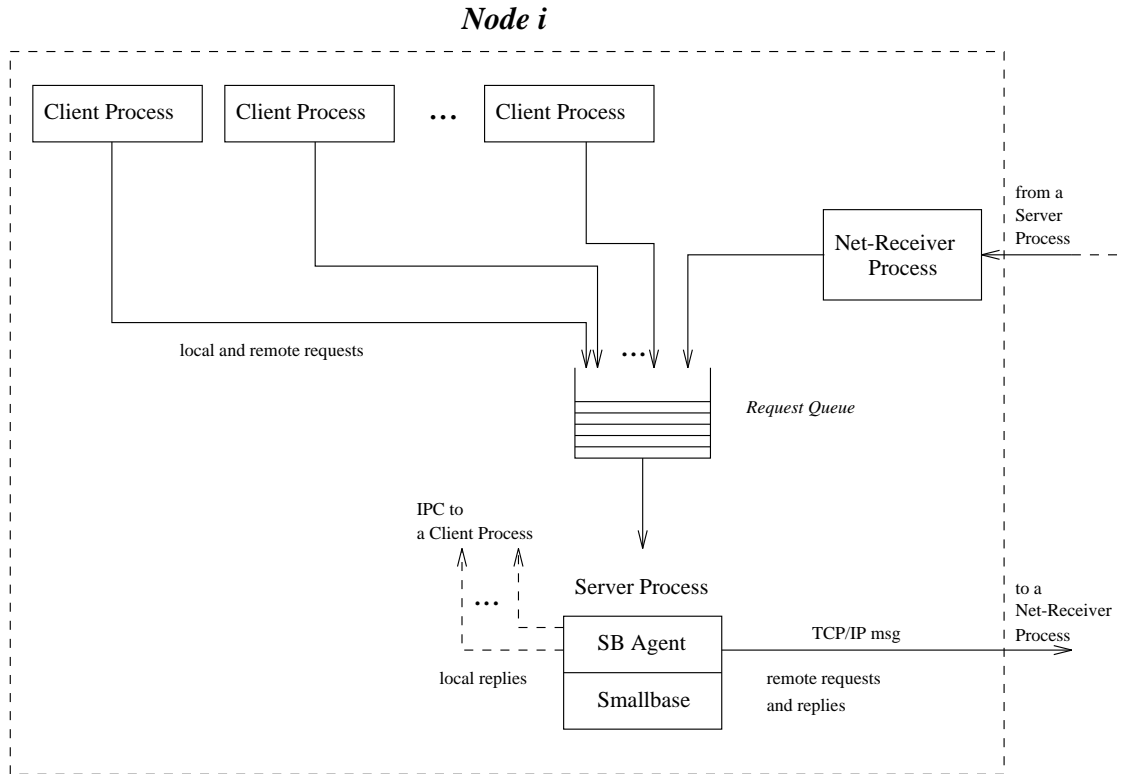 Node i
Client Process
Client Process
...
Client Process
from a
Server
Process
Net-Receiver
Process
local and remote requests
...
Request Queue
IPC to
a Client Process
...
Server Process
SB Agent
Smallbase
local replies
TCP/IP msg
remote requests
and replies
to a
Net-Receiver
Process